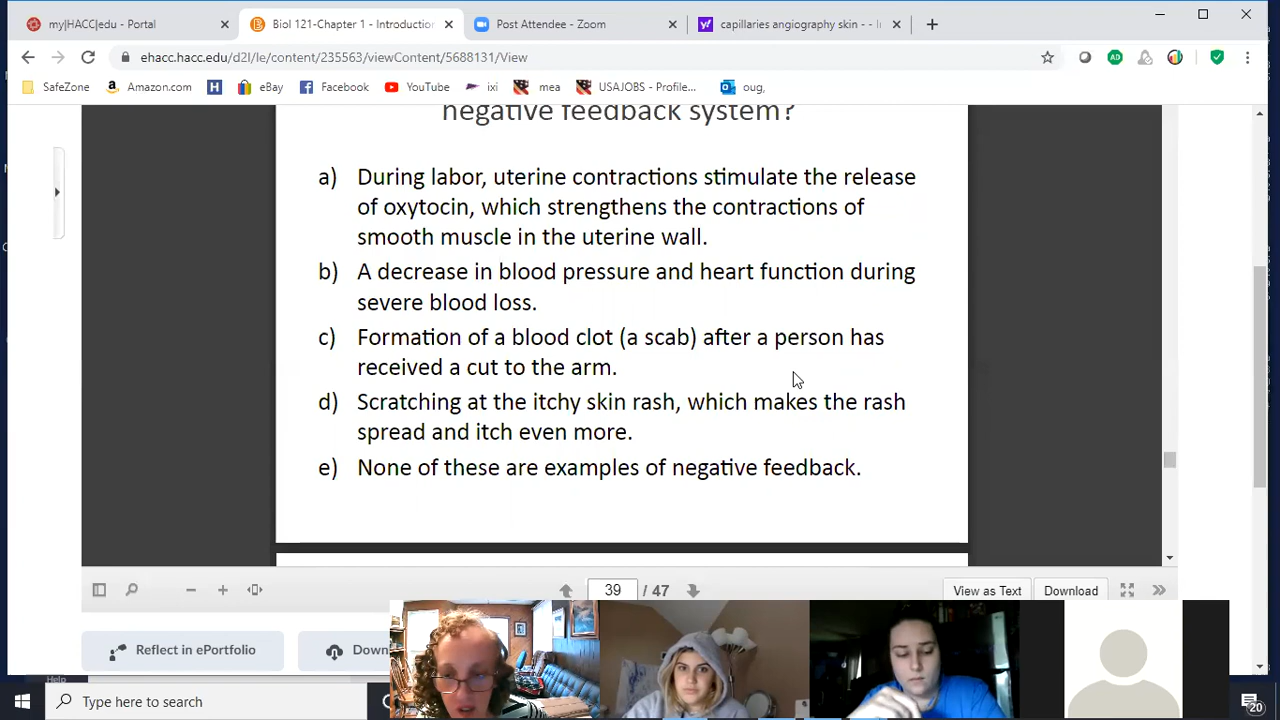 my|HACC|edu - Portal
Biol 121-Chapter 1 - Introduction
Post Attendee - Zoom
capillaries angiography skin - - I
ehacc.hacc.edu/d2l/le/content/235563/viewContent/5688131/View
SafeZone
Amazon.com
eBay
Facebook
YouTube
ixi
mea
USAJOBS - Profile...
oug,
negative feedback system?
a) During labor, uterine contractions stimulate the release
of oxytocin, which strengthens the contractions of
smooth muscle in the uterine wall.
b) A decrease in blood pressure and heart function during
severe blood loss.
c) Formation of a blood clot (a scab) after a person has
received a cut to the arm.
d) Scratching at the itchy skin rash, which makes the rash
spread and itch even more.
e) None of these are examples of negative feedback.
39 / 47
View as Text
Download
Reflect in ePortfolio
Down
Type here to search
20